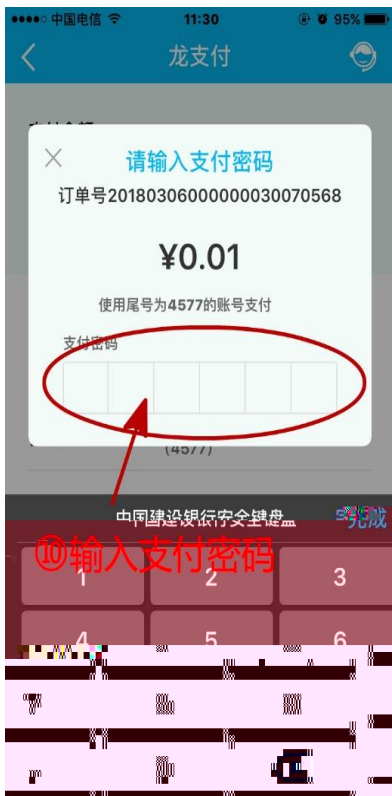 中国电信 11:30 95%
龙支付
请输入支付密码
订单号20180306000000030070568
¥0.01
使用尾号为4577的账号支付
支付密码
(4577)
中国建设银行安全键盘 完成
⑩输入支付密码
1 2 3
4 5 6